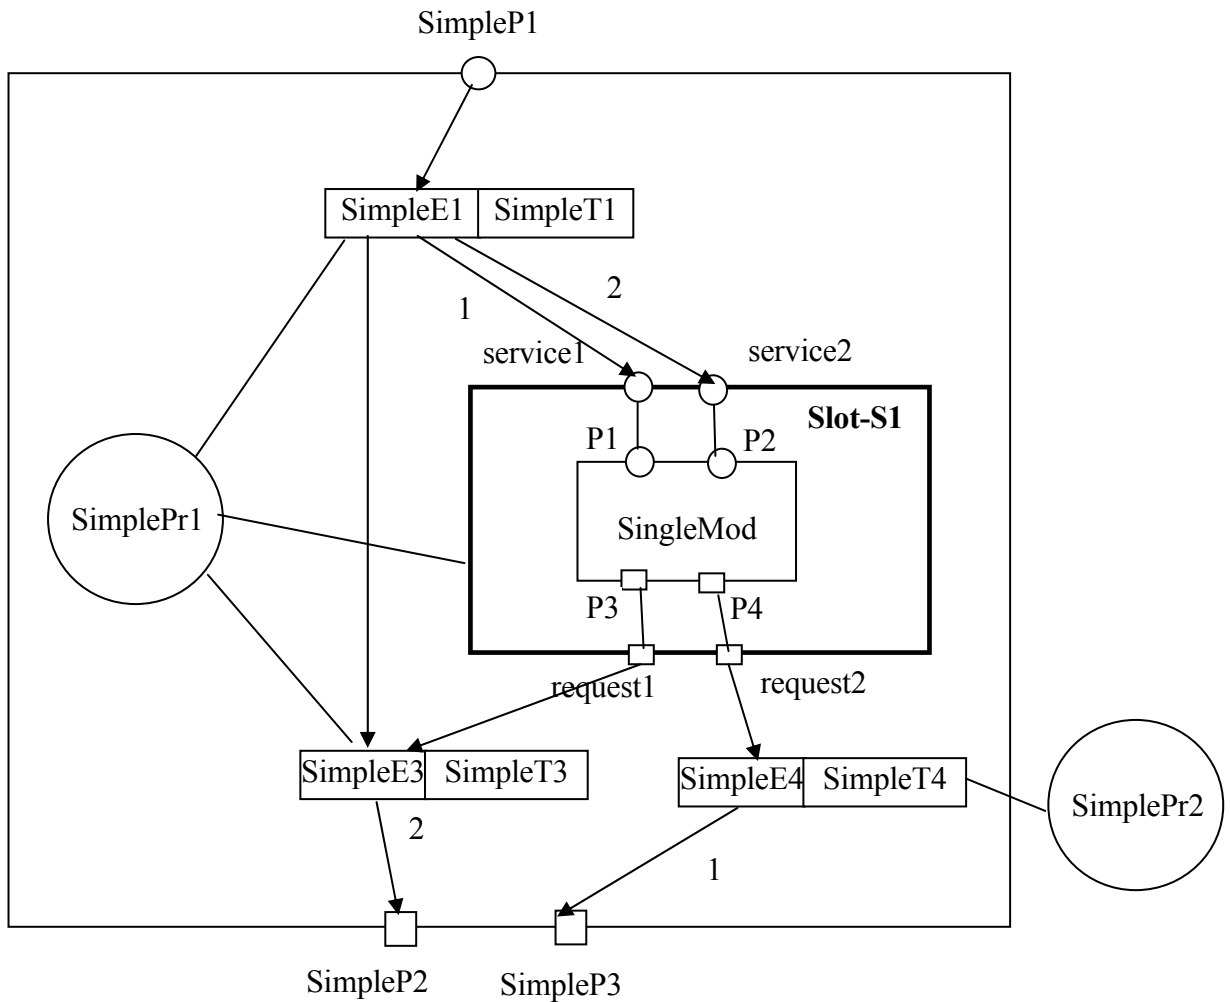 SimpleP1
SimpleE1 SimpleT1
2
1
service1 service2
Slot-S1
P1 P2
SimplePr1
SingleMod
P3 P4
request1 request2
SimpleE3 SimpleT3
SimpleE4 SimpleT4
SimplePr2
2
1
SimpleP2
SimpleP3